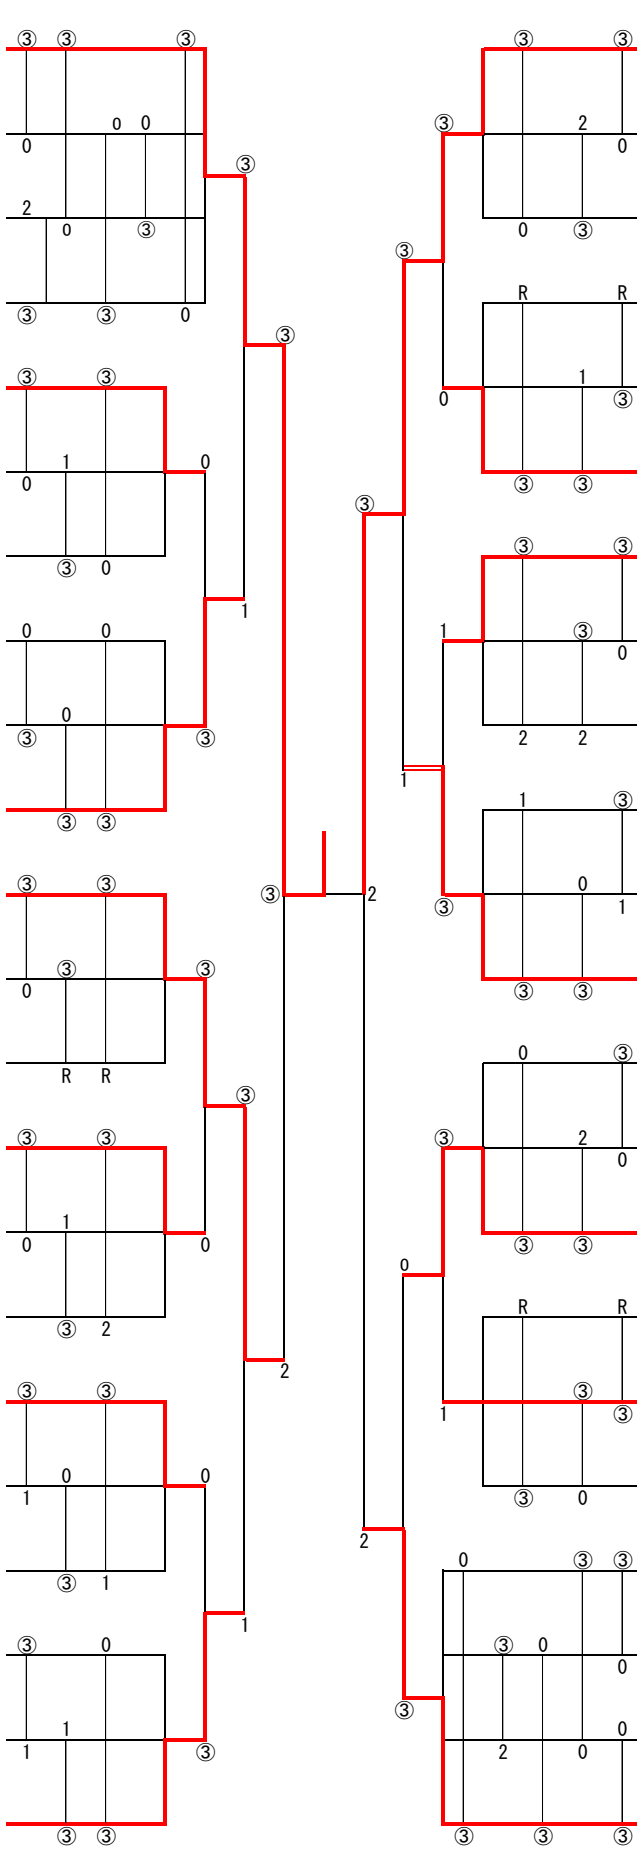 ③ ③ ③ ③ ③
0 0 ③ 2
0 0
2
0 ③ 0 ③
③
③
R R
③ ③ 0
③
③ ③ 1
0 ③
0 1 0
③ ③
③
③ 0
③ ③
0 0 1 ③
0
0
1
③ 0 ③ 2 2
1
③ ③ 1 ③
③ ③
③ ③ 0
③ 2 ③ 1
③ ③ 0
0 ③ ③
R R
0 ③
③
③ ③ ③ 2
0
1
0 0 ③ ③
0
R R
③ 2
2
③ ③ ③
1 ③
0 0
1 ③ 0
2
0 ③ ③
③ 1
1
③ 0 ③ 0
0
1 0
1 ③ 2 0
③
③ ③ ③ ③ ③